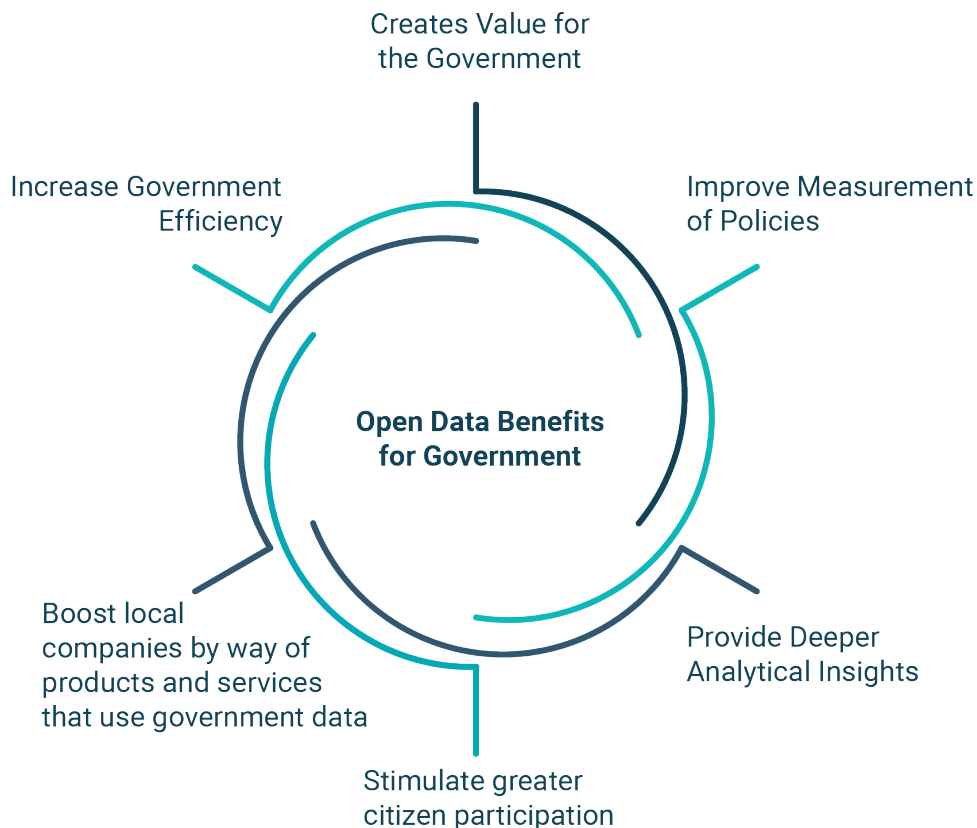 Creates Value for
the Government
Increase Government
Efficiency
Improve Measurement
of Policies
Open Data Benefits
for Government
Boost local
companies by way of
products and services
that use government data
Provide Deeper
Analytical Insights
Stimulate greater
citizen participation